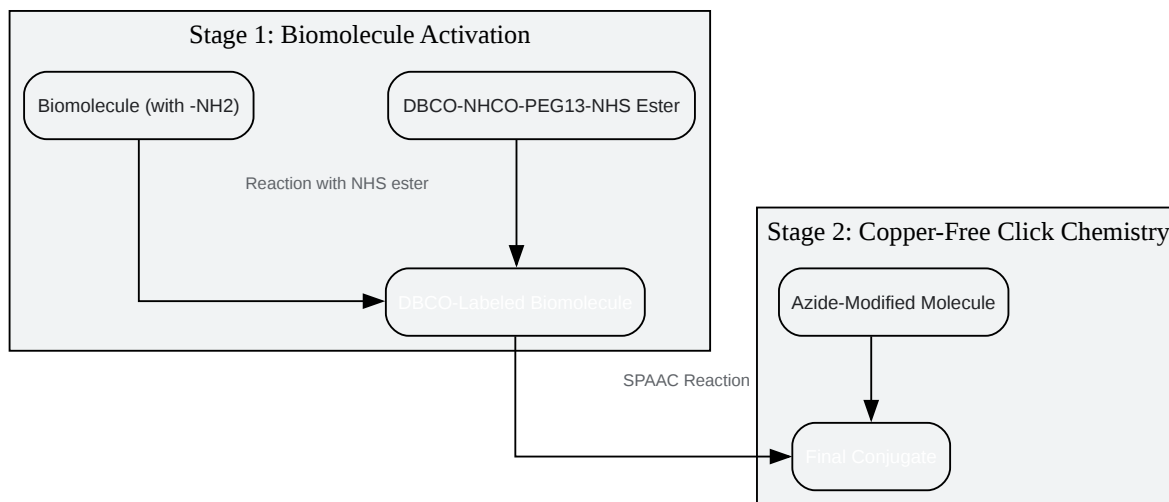 Stage 1: Biomolecule Activation
Biomolecule (with -NH2)
DBCO-NHCO-PEG13-NHS Ester
Reaction with NHS ester
DBCO-Labeled Biomolecule
Stage 2: Copper-Free Click Chemistry
Azide-Modified Molecule
SPAAC Reaction
Final Conjugate